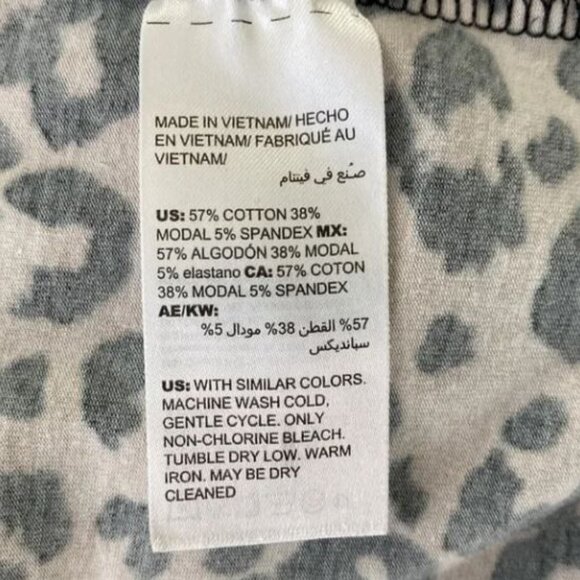 MADE IN VIETNAM/ HECHO
EN VIETNAM/ FABRIQUÉ AU
VIETNAM/
صُنع في فيتنام
US: 57% COTTON 38%
MODAL 5% SPANDEX MX:
57% ALGODÓN 38% MODAL
5% elastano CA: 57% COTON
38% MODAL 5% SPANDEX
AE/KW:
57% القطن 38% مودال 5%
سبانديكس
US: WITH SIMILAR COLORS.
MACHINE WASH COLD,
GENTLE CYCLE. ONLY
NON-CHLORINE BLEACH.
TUMBLE DRY LOW. WARM
IRON. MAY BE DRY
CLEANED